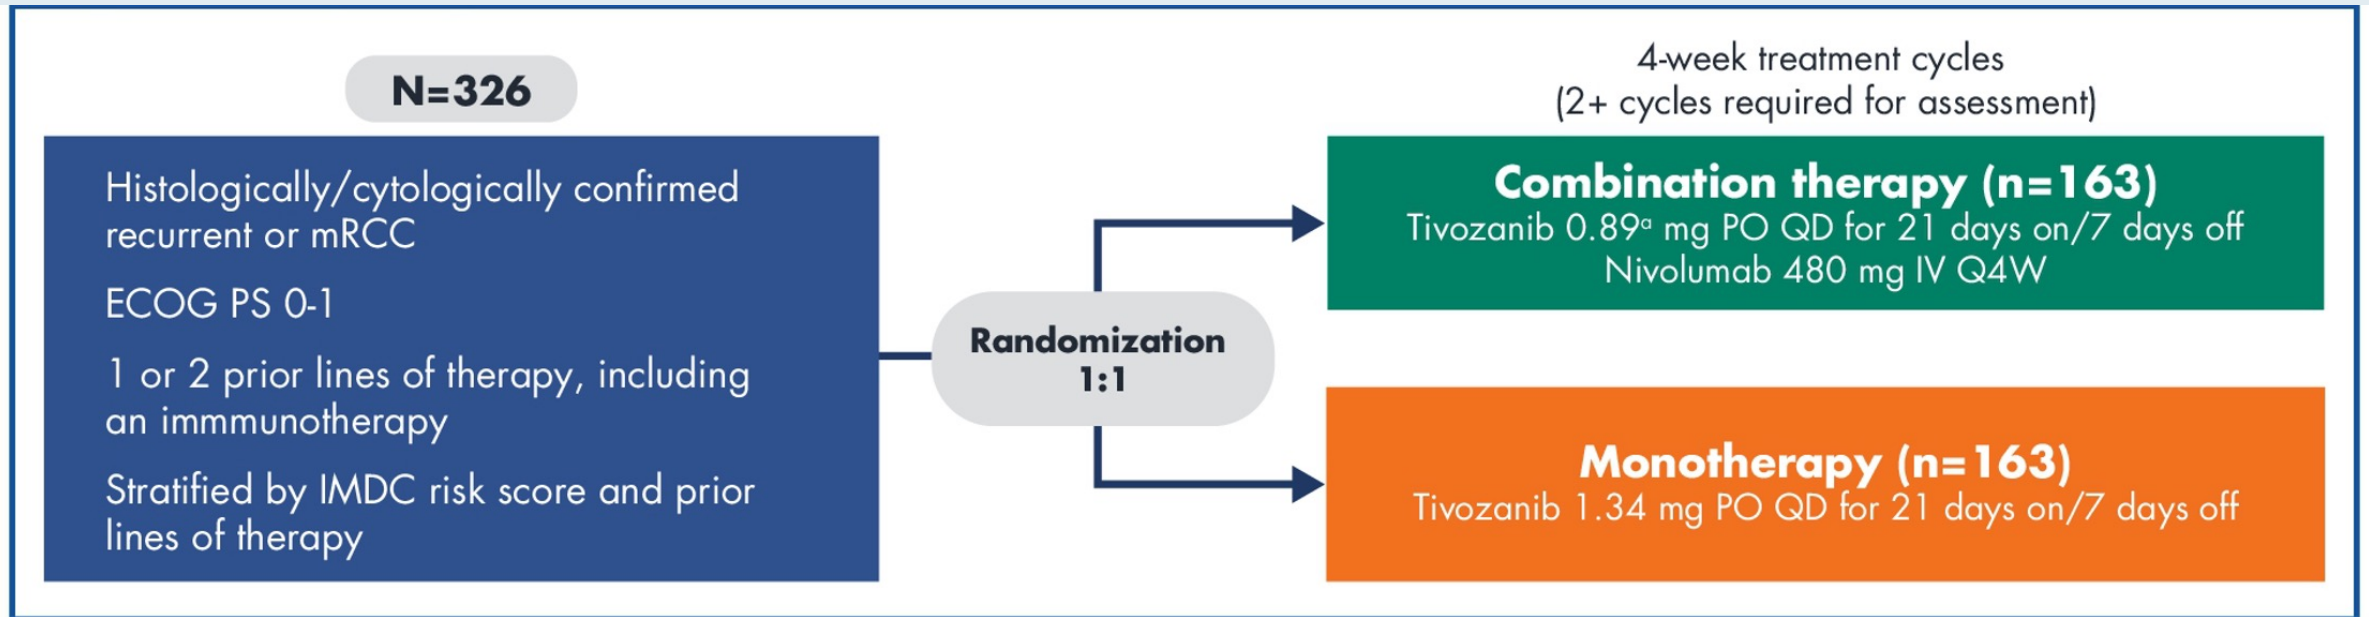 N=326
Histologically/cytologically confirmed
recurrent or mRCC
ECOG PS 0-1
1 or 2 prior lines of therapy, including
an immmunotherapy
Stratified by IMDC risk score and prior
lines of therapy
Randomization
1:1
4-week treatment cycles
(2+ cycles required for assessment)
Combination therapy (n=163)
Tivozanib 0.89ᵃ mg PO QD for 21 days on/7 days off
Nivolumab 480 mg IV Q4W
Monotherapy (n=163)
Tivozanib 1.34 mg PO QD for 21 days on/7 days off